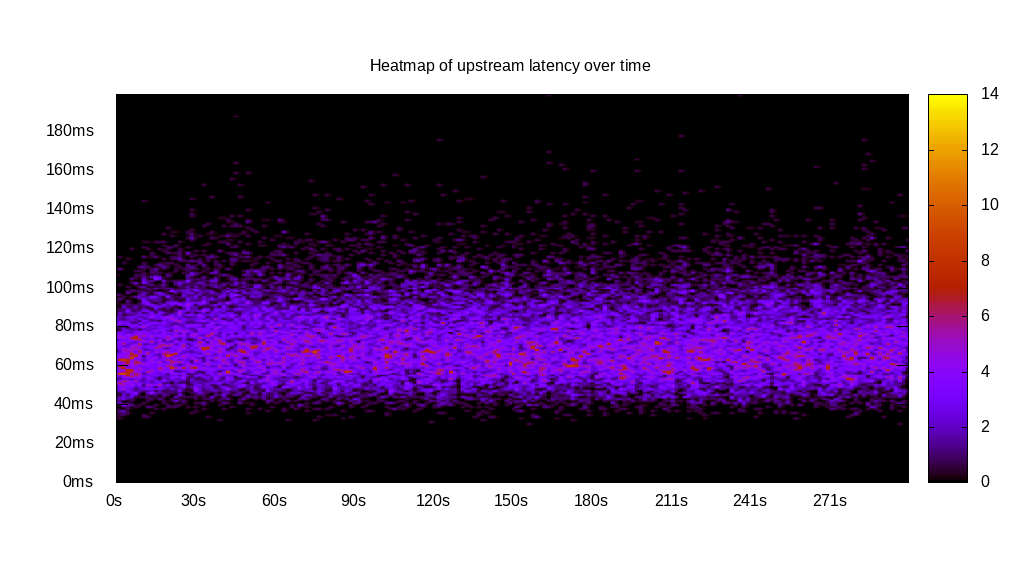 Heatmap of upstream latency over time
180ms
160ms
140ms
120ms
100ms
80ms
60ms
40ms
20ms
0ms
0s 30s 60s 90s 120s 150s 180s 211s 241s 271s
14
12
10
8
6
4
2
0